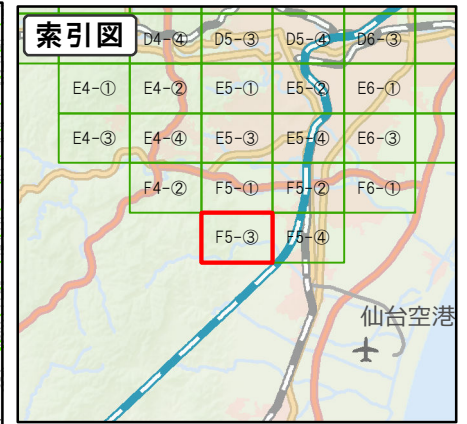 索引図
D4-④ D5-③ D5-④ D6-③
E4-① E4-② E5-① E5-② E6-①
E4-③ E4-④ E5-③ E5-④ E6-③
F4-② F5-① F5-② F6-①
F5-③ F5-④
仙台空港